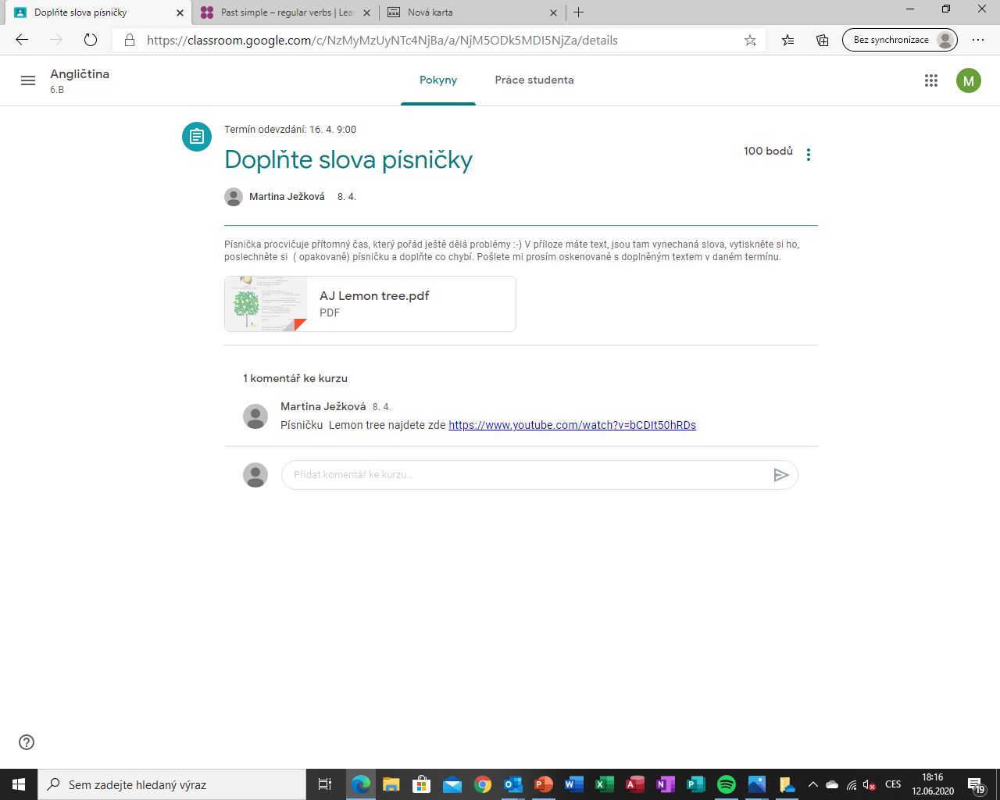 Doplňte slova písničky
Past simple – regular verbs | Lear
Nová karta
https://classroom.google.com/c/NzMyMzUyNTc4NjBa/a/NjM5ODk5MDI5NjZa/details
Bez synchronizace
Angličtina
6.B
Pokyny
Práce studenta
M
Termín odevzdání: 16. 4. 9:00
Doplňte slova písničky
100 bodů
Martina Ježková 8. 4.
Písnička procvičuje přítomný čas, který pořád ještě dělá problémy :-) V příloze máte text, jsou tam vynechaná slova, vytiskněte si ho,
poslechněte si ( opakovaně) písničku a doplňte co chybí. Pošlete mi prosím oskenované s doplněným textem v daném termínu.
AJ Lemon tree.pdf
PDF
1 komentář ke kurzu
Martina Ježková 8. 4.
Písničku Lemon tree najdete zde https://www.youtube.com/watch?v=bCDIt50hRDs
Přidat komentář ke kurzu...
Sem zadejte hledaný výraz
CES
18:16
12.06.2020
19